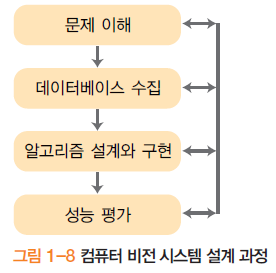 문제 이해
데이터베이스 수집
알고리즘 설계와 구현
성능 평가
그림 1-8 컴퓨터 비전 시스템 설계 과정